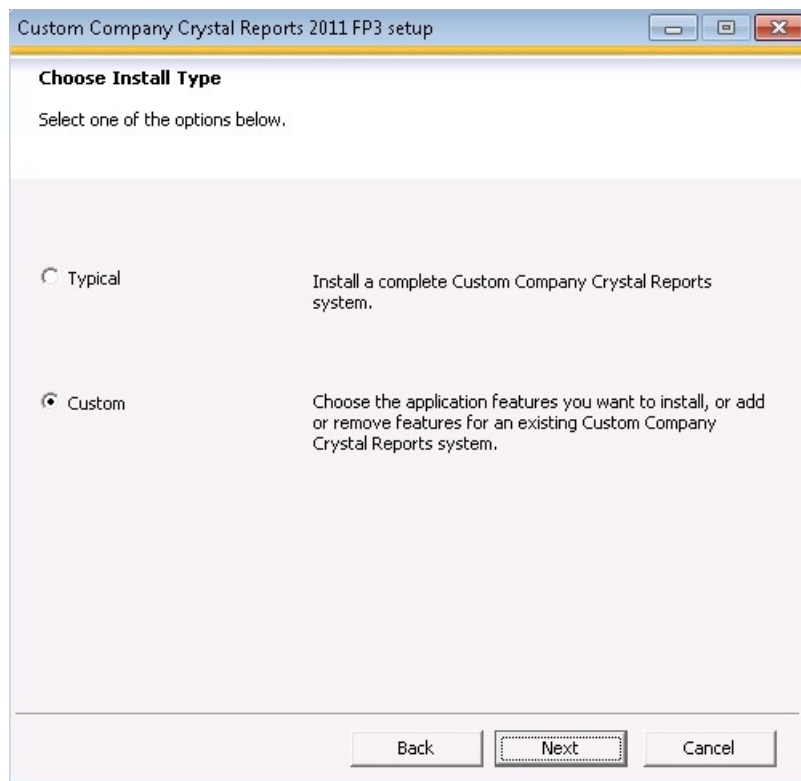 Custom Company Crystal Reports 2011 FP3 setup
Choose Install Type
Select one of the options below.
Typical
Install a complete Custom Company Crystal Reports
system.
Custom
Choose the application features you want to install, or add
or remove features for an existing Custom Company
Crystal Reports system.
Back
Next
Cancel